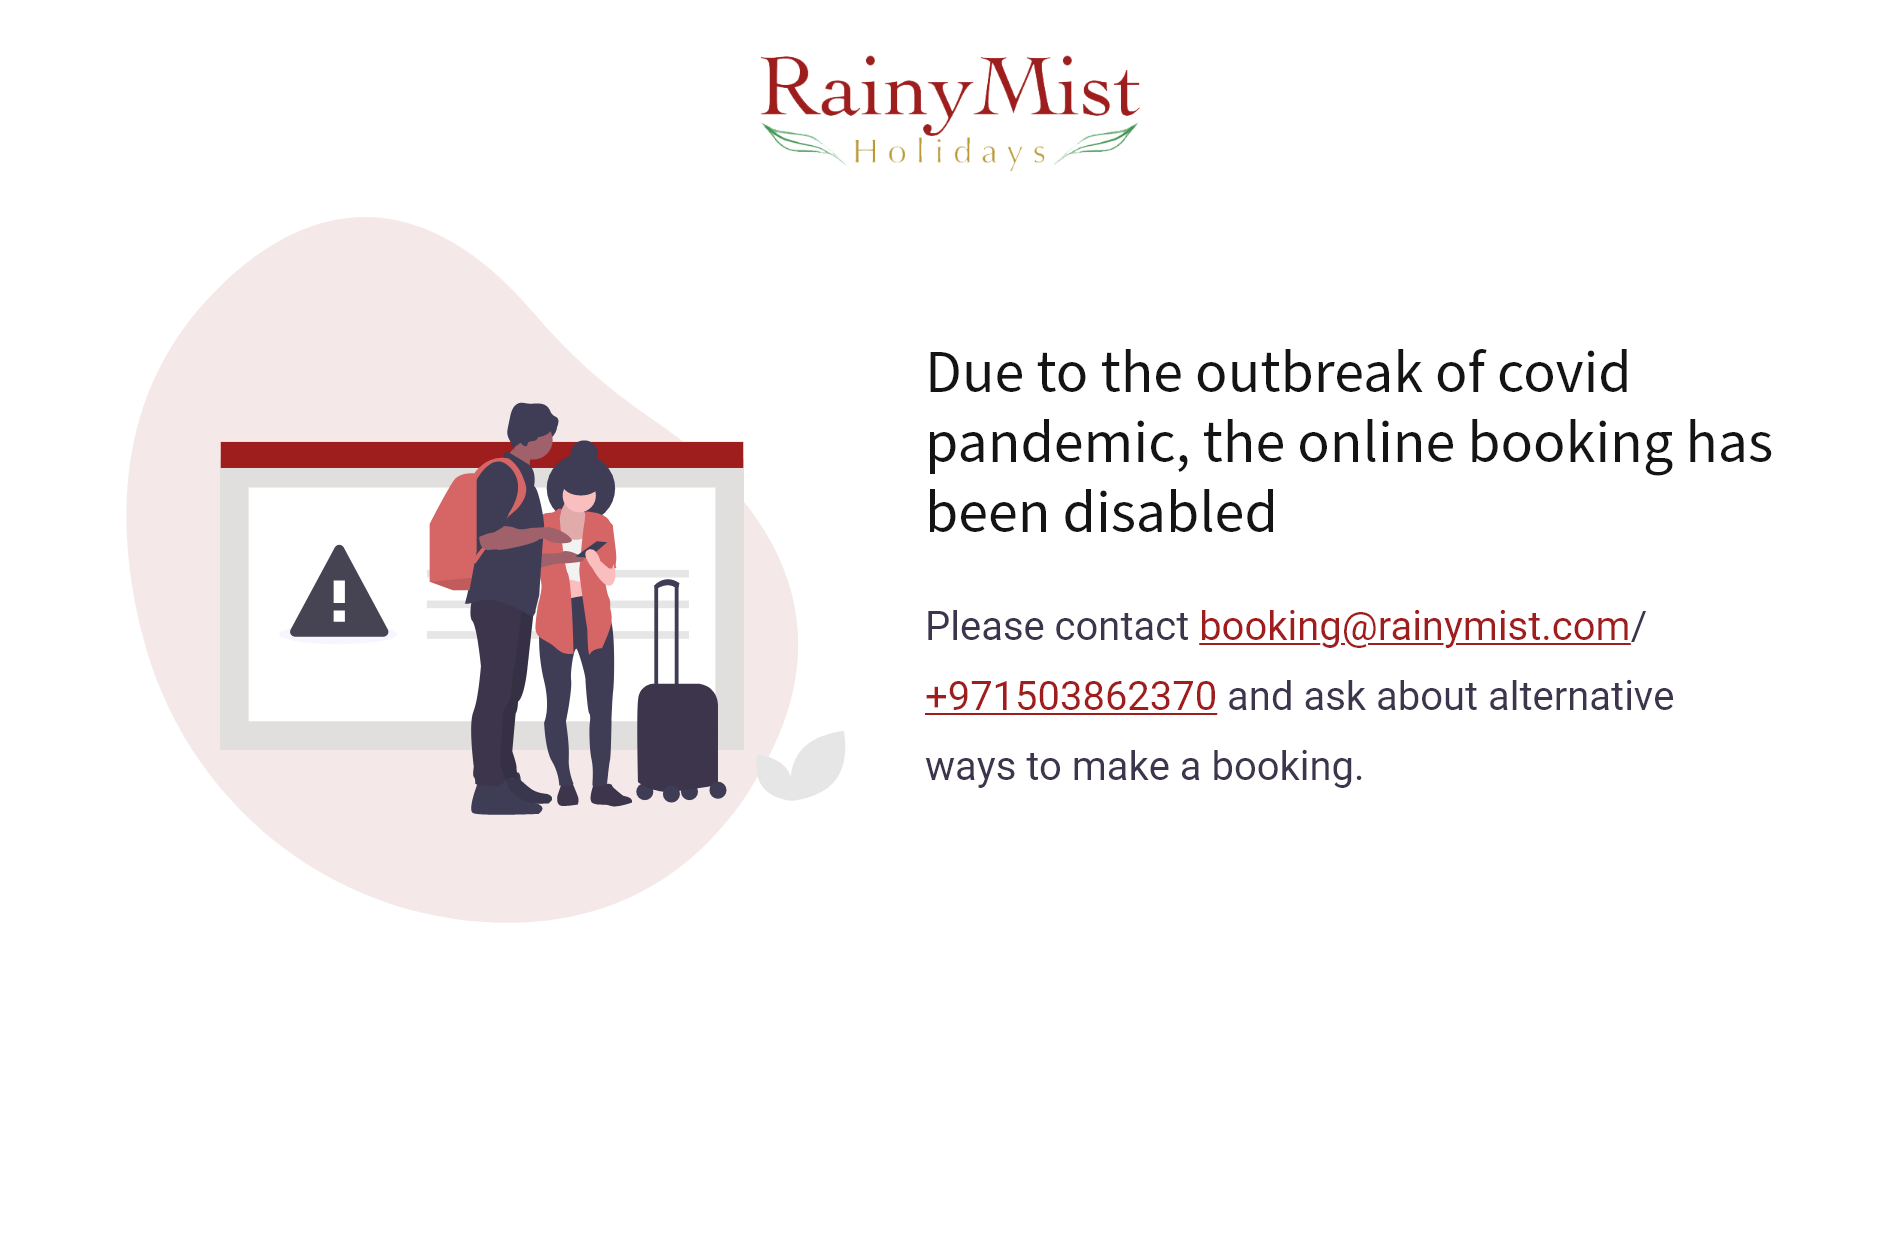 RainyMist
Holidays
Due to the outbreak of covid
pandemic, the online booking has
been disabled
Please contact booking@rainymist.com/
+971503862370 and ask about alternative
ways to make a booking.